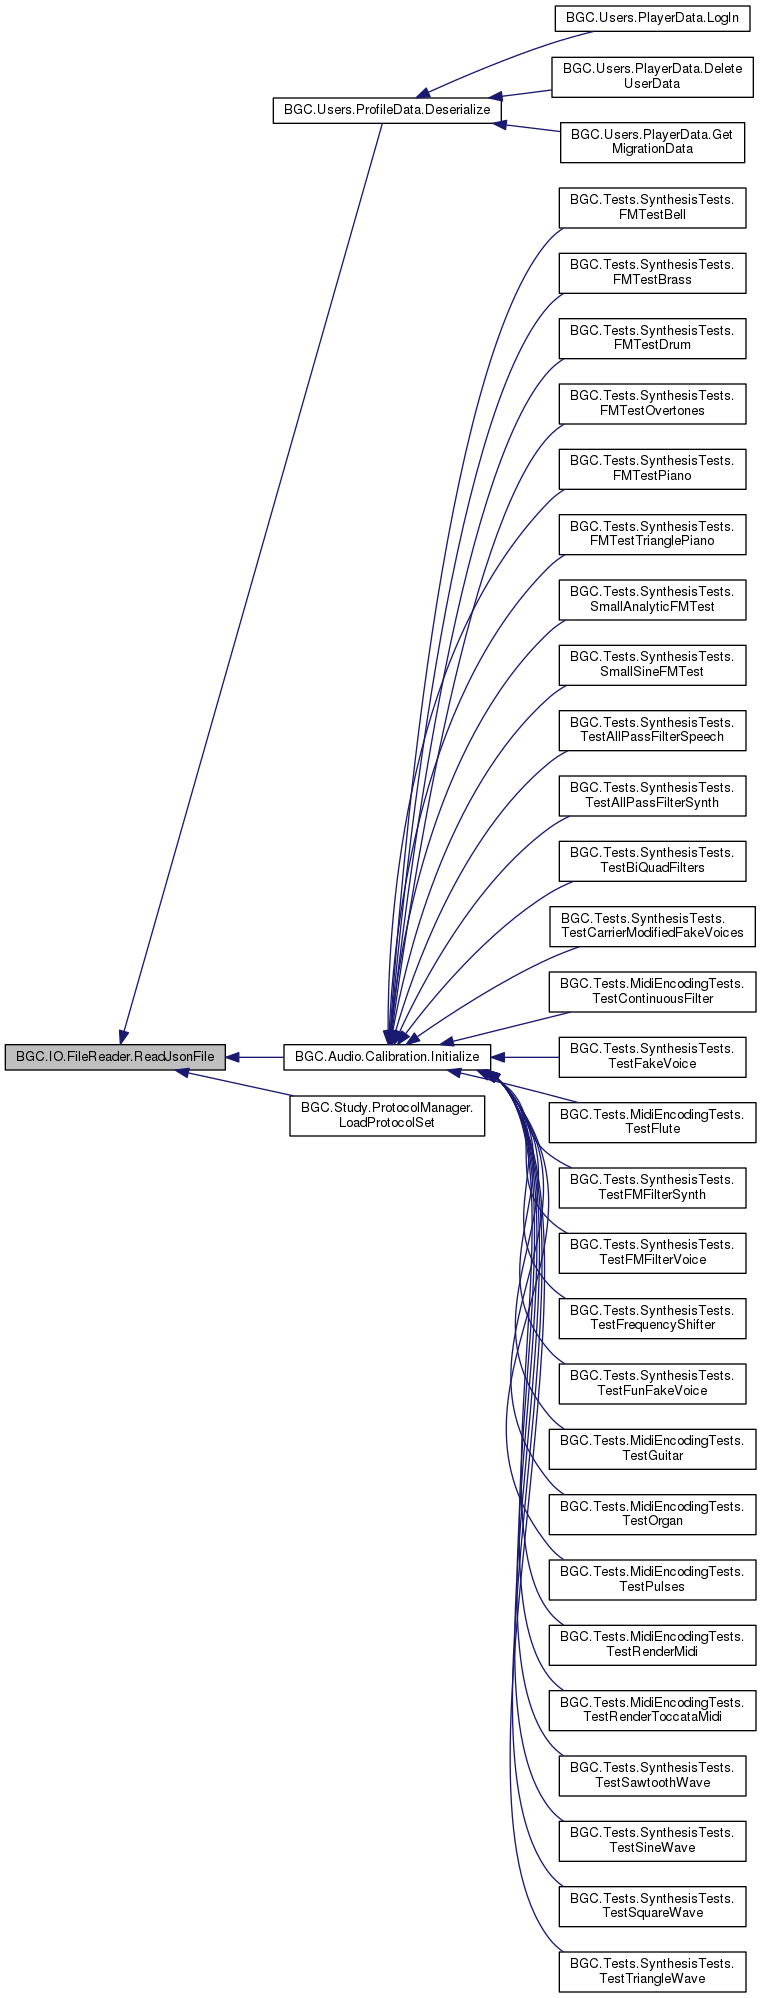 BGC.Users.PlayerData.LogIn
BGC.Users.PlayerData.Delete
UserData
BGC.Users.ProfileData.Deserialize
BGC.Users.PlayerData.Get
MigrationData
BGC.Tests.SynthesisTests.
FMTestBell
BGC.Tests.SynthesisTests.
FMTestBrass
BGC.Tests.SynthesisTests.
FMTestDrum
BGC.Tests.SynthesisTests.
FMTestOvertones
BGC.Tests.SynthesisTests.
FMTestPiano
BGC.Tests.SynthesisTests.
FMTestTrianglePiano
BGC.Tests.SynthesisTests.
SmallAnalyticFMTest
BGC.Tests.SynthesisTests.
SmallSineFMTest
BGC.Tests.SynthesisTests.
TestAllPassFilterSpeech
BGC.Tests.SynthesisTests.
TestAllPassFilterSynth
BGC.Tests.SynthesisTests.
TestBiQuadFilters
BGC.Tests.SynthesisTests.
TestCarrierModifiedFakeVoices
BGC.Tests.MidiEncodingTests.
TestContinuousFilter
BGC.IO.FileReader.ReadJsonFile
BGC.Audio.Calibration.Initialize
BGC.Tests.SynthesisTests.
TestFakeVoice
BGC.Study.ProtocolManager.
LoadProtocolSet
BGC.Tests.MidiEncodingTests.
TestFlute
BGC.Tests.SynthesisTests.
TestFMFilterSynth
BGC.Tests.SynthesisTests.
TestFMFilterVoice
BGC.Tests.SynthesisTests.
TestFrequencyShifter
BGC.Tests.SynthesisTests.
TestFunFakeVoice
BGC.Tests.MidiEncodingTests.
TestGuitar
BGC.Tests.MidiEncodingTests.
TestOrgan
BGC.Tests.MidiEncodingTests.
TestPulses
BGC.Tests.MidiEncodingTests.
TestRenderMidi
BGC.Tests.MidiEncodingTests.
TestRenderToccataMidi
BGC.Tests.SynthesisTests.
TestSawtoothWave
BGC.Tests.SynthesisTests.
TestSineWave
BGC.Tests.SynthesisTests.
TestSquareWave
BGC.Tests.SynthesisTests.
TestTriangleWave